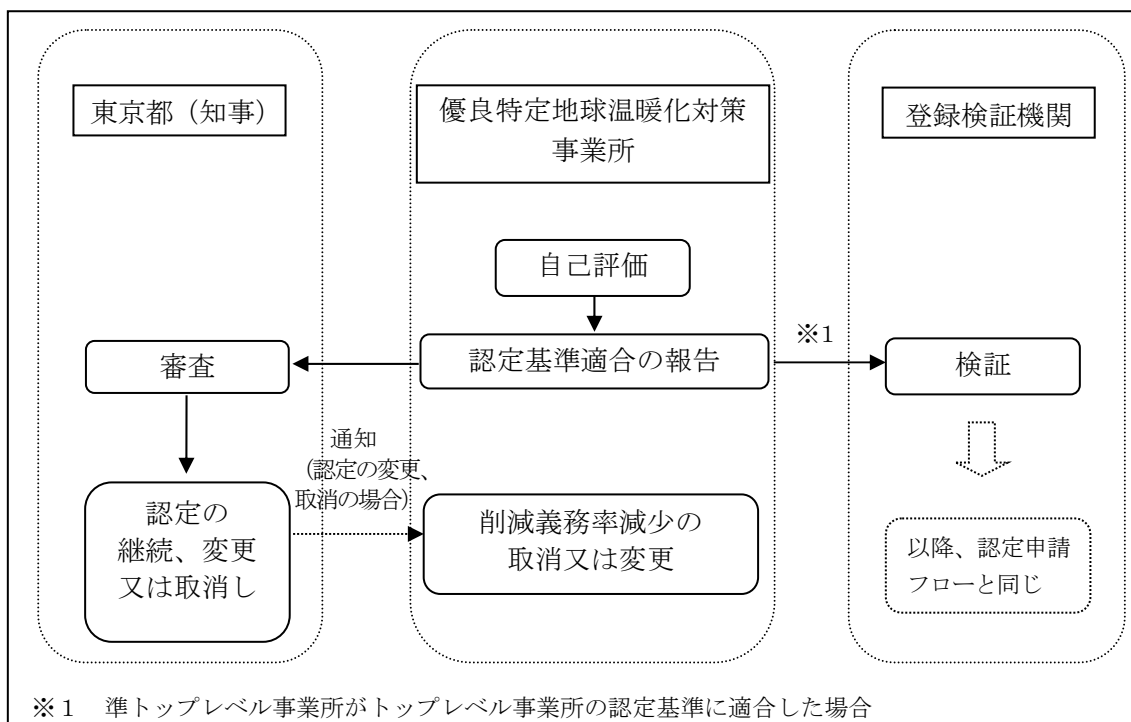 東京都（知事）
優良特定地球温暖化対策
事業所
登録検証機関
自己評価
※1
審査
認定基準適合の報告
検証
通知
（認定の変更、
取消の場合）
認定の
継続、変更
又は取消し
削減義務率減少の
取消又は変更
以降、認定申請
フローと同じ
※１　準トップレベル事業所がトップレベル事業所の認定基準に適合した場合